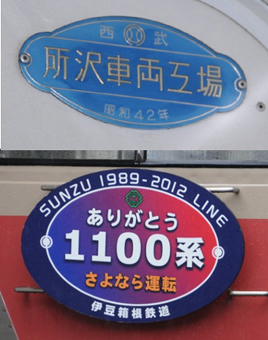 西武
所沢車両工場
昭和42年
SUNZU 1989-2012 LINE
ありがとう
1100系
さよなら運転
伊豆箱根鉄道